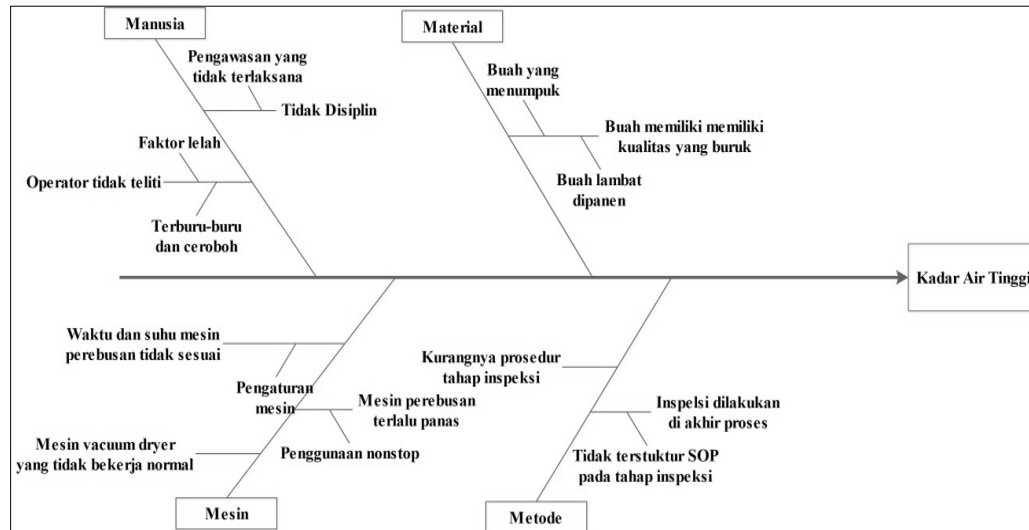 Manusia
Pengawasan yang
tidak terlaksana
Tidak Disiplin
Faktor lelah
Operator tidak teliti
Terburu-buru
dan ceroboh
Material
Buah yang
menumpuk
Buah memiliki memiliki
kualitas yang buruk
Buah lambat
dipanen
Kadar Air Tinggi
Waktu dan suhu mesin
perebusan tidak sesuai
Pengaturan
mesin
Mesin perebusan
terlalu panas
Penggunaan nonstop
Mesin vacuum dryer
yang tidak bekerja normal
Mesin
Kurangnya prosedur
tahap inspeksi
Inspelsi dilakukan
di akhir proses
Tidak terstuktur SOP
pada tahap inspeksi
Metode